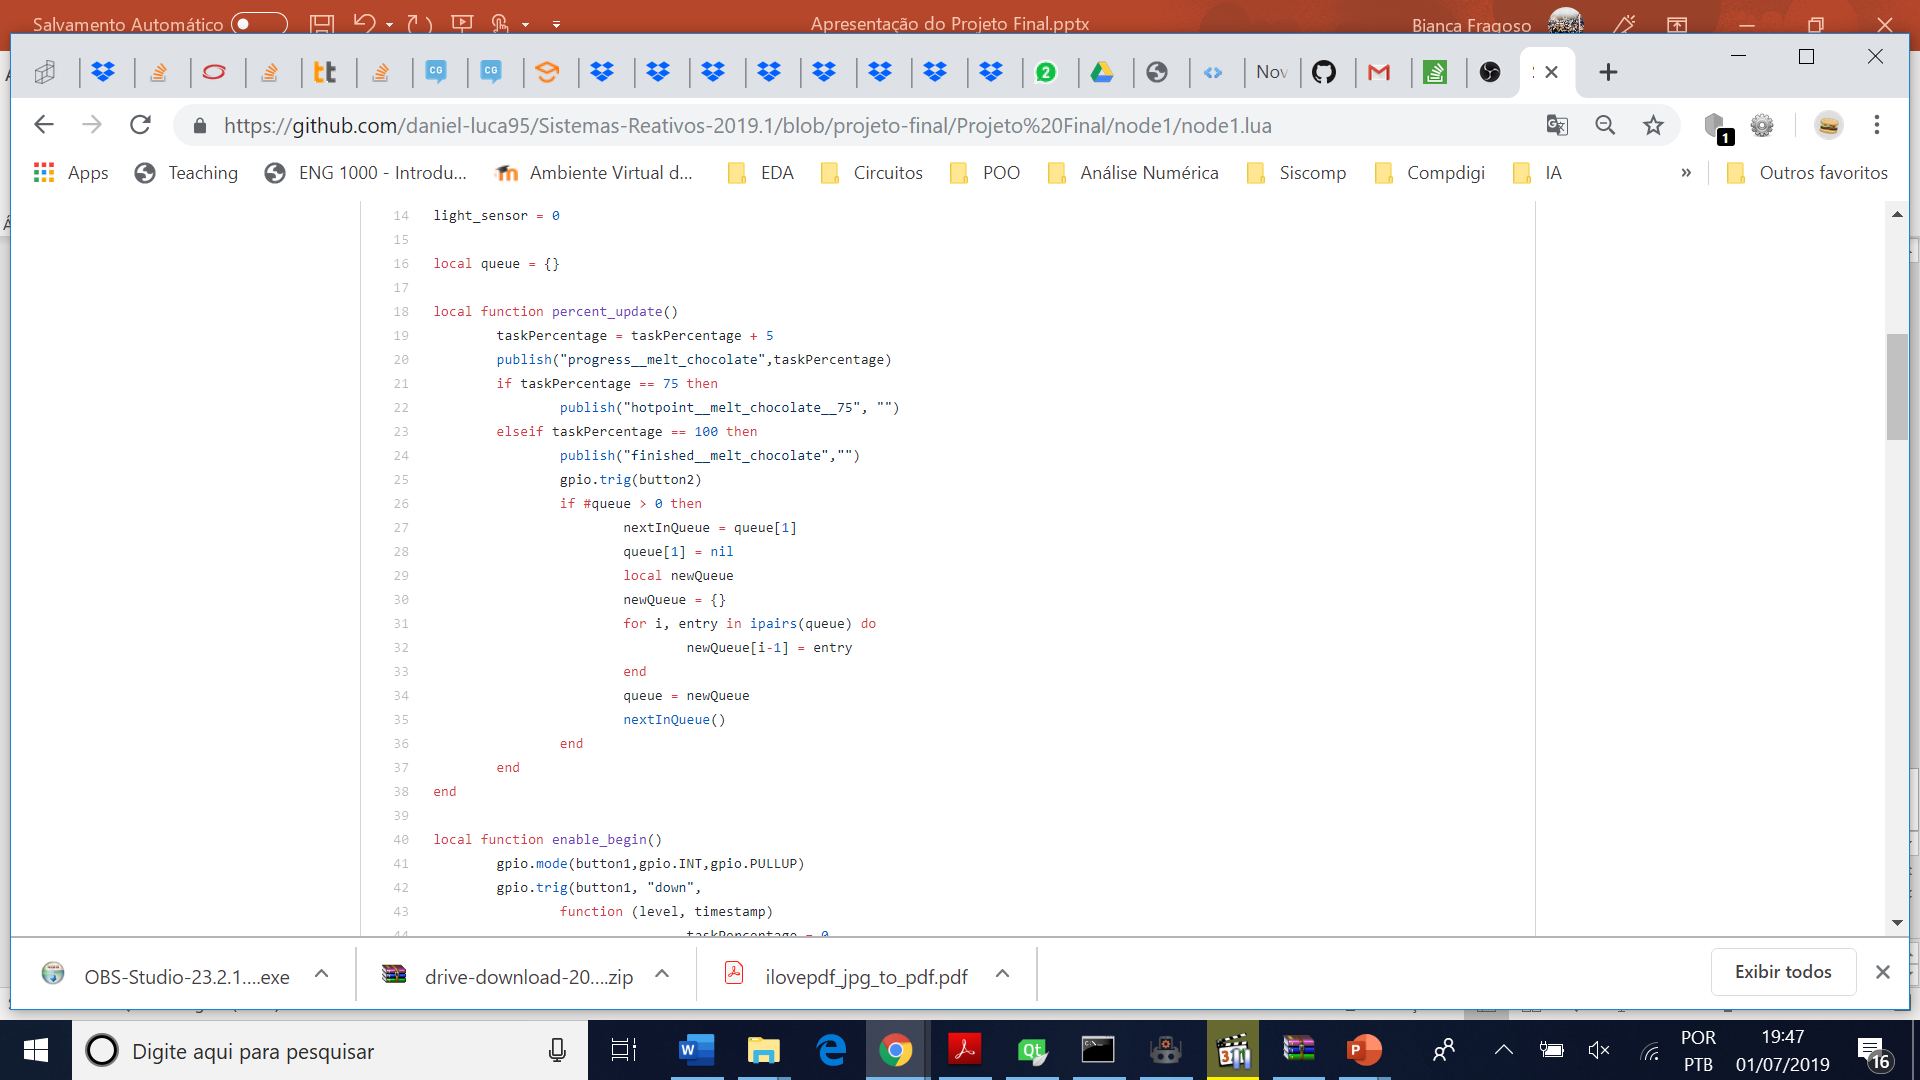 Salvamento Automático
Apresentação do Projeto Final.pptx
Bianca Fragoso
Nov
https://github.com/daniel-luca95/Sistemas-Reativos-2019.1/blob/projeto-final/Projeto%20Final/node1/node1.lua
1
Apps
Teaching
ENG 1000 - Introdu...
Ambiente Virtual d...
EDA
Circuitos
POO
Análise Numérica
Siscomp
Compdigi
IA
»
Outros favoritos
14 light_sensor = 0
15
16 local queue = {}
17
18 local function percent_update()
19 taskPercentage = taskPercentage + 5
20 publish("progress__melt_chocolate",taskPercentage)
21 if taskPercentage == 75 then
22 publish("hotpoint__melt_chocolate__75", "")
23 elseif taskPercentage == 100 then
24 publish("finished__melt_chocolate","")
25 gpio.trig(button2)
26 if #queue > 0 then
27 nextInQueue = queue[1]
28 queue[1] = nil
29 local newQueue
30 newQueue = {}
31 for i, entry in ipairs(queue) do
32 newQueue[i-1] = entry
33 end
34 queue = newQueue
35 nextInQueue()
36 end
37 end
38 end
39
40 local function enable_begin()
41 gpio.mode(button1,gpio.INT,gpio.PULLUP)
42 gpio.trig(button1, "down",
43 function (level, timestamp)
44 taskPercentage = 0
OBS-Studio-23.2.1....exe
drive-download-20....zip
ilovepdf_jpg_to_pdf.pdf
Exibir todos
Digite aqui para pesquisar
POR
PTB
19:47
01/07/2019
16